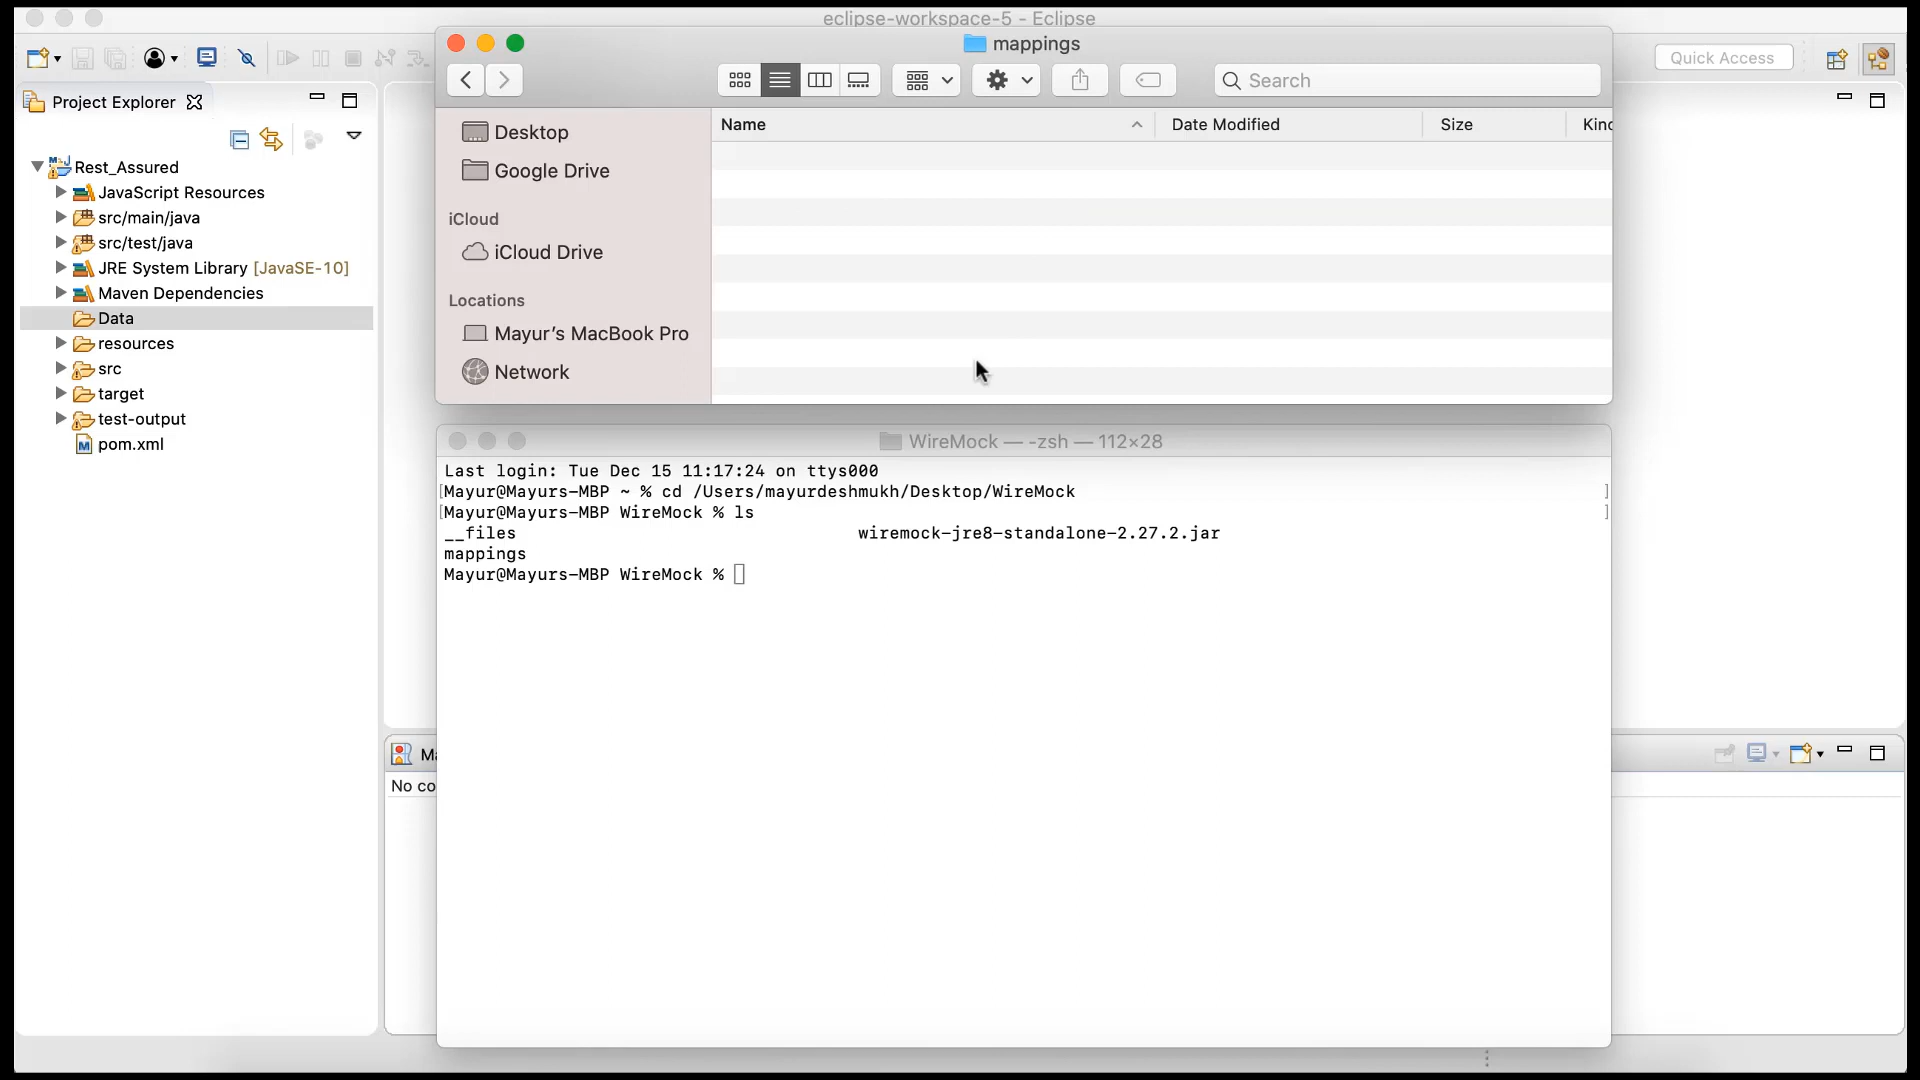 eclipse-workspace-5 - Eclipse
mappings
Quick Access
Search
Project Explorer
Name
Date Modified
Size
Desktop
Google Drive
iCloud
iCloud Drive
Locations
Mayur's MacBook Pro
Network
Rest_Assured
JavaScript Resources
src/main/java
src/test/java
JRE System Library [JavaSE-10]
Maven Dependencies
Data
resources
src
target
test-output
pom.xml
WireMock — -zsh — 112×28
Last login: Tue Dec 15 11:17:24 on ttys000
[Mayur@Mayurs-MBP ~ % cd /Users/mayurdeshmukh/Desktop/WireMock ]
[Mayur@Mayurs-MBP WireMock % ls ]
__files wiremock-jre8-standalone-2.27.2.jar
mappings
Mayur@Mayurs-MBP WireMock %
No co